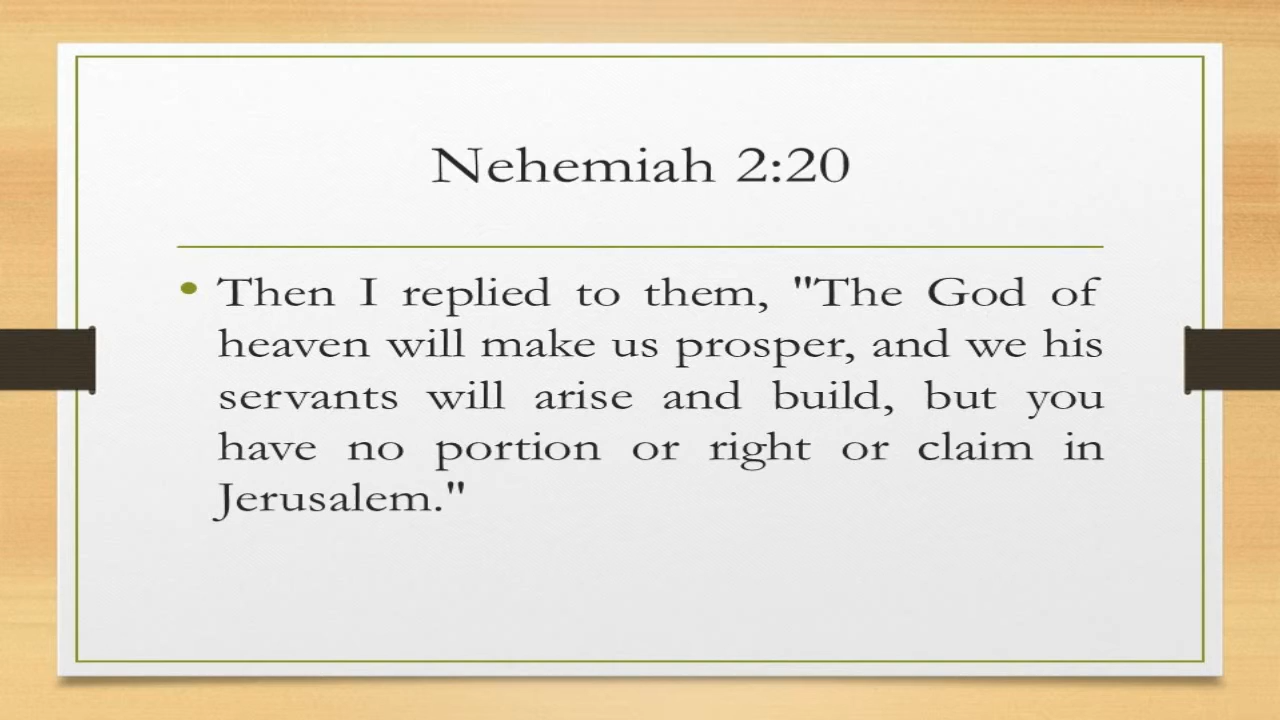 Nehemiah 2:20
• Then I replied to them, "The God of
heaven will make us prosper, and we his
servants will arise and build, but you
have no portion or right or claim in
Jerusalem."